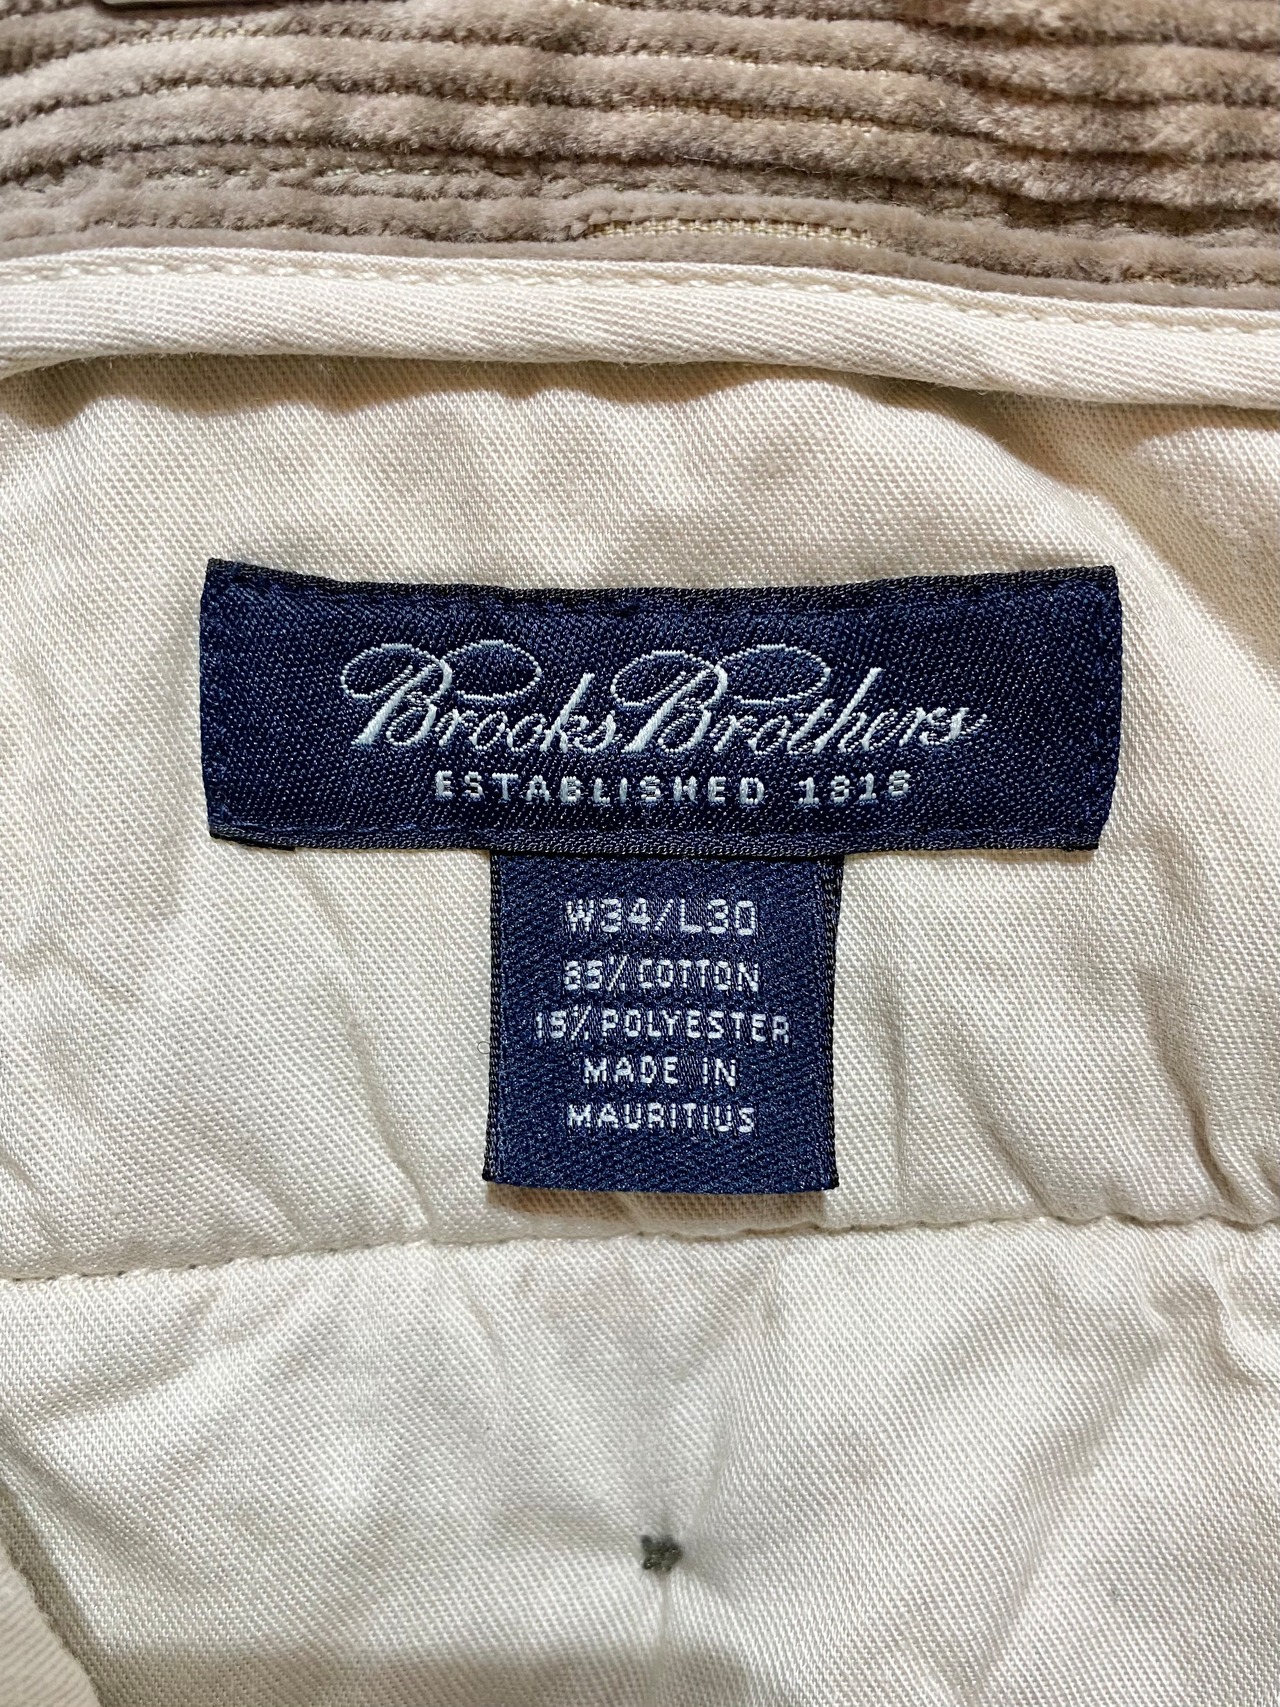 Brooks Brothers
ESTABLISHED 1818
W34/L30
85% COTTON
15% POLYESTER
MADE IN
MAURITIUS